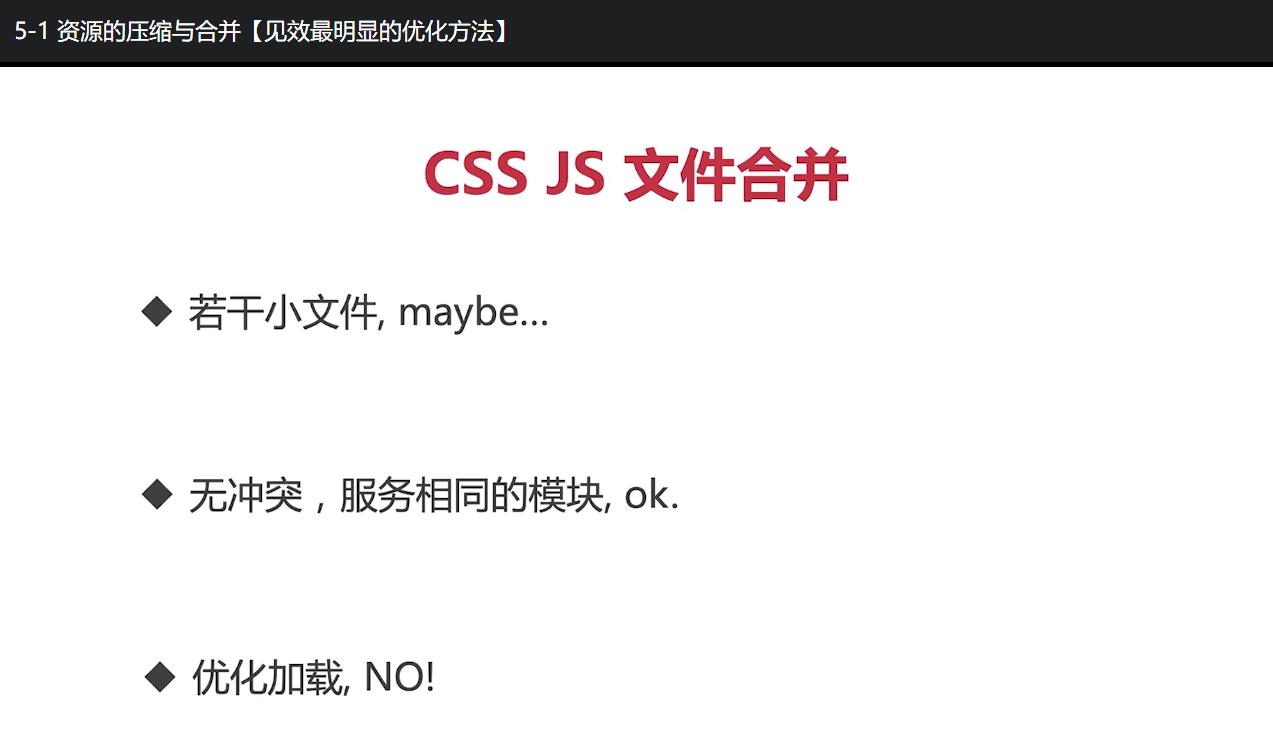 5-1 资源的压缩与合并【见效最明显的优化方法】
CSS JS 文件合并
◆ 若干小文件, maybe...
◆ 无冲突，服务相同的模块, ok.
◆ 优化加载, NO!